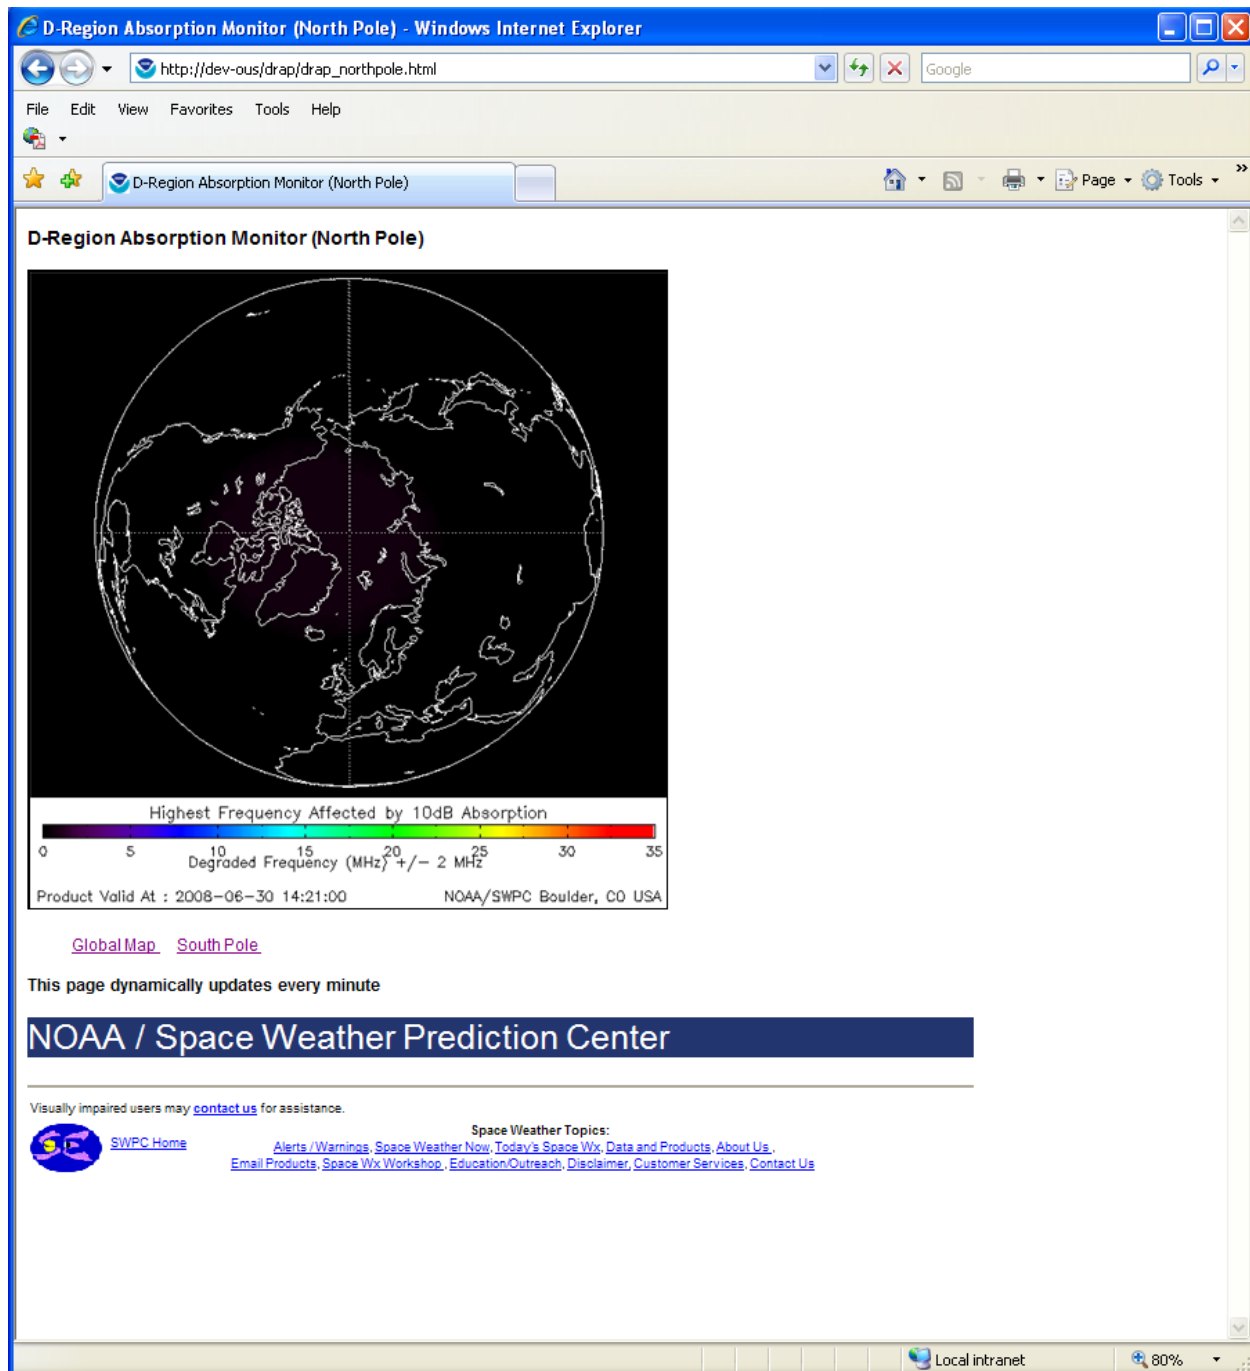 D-Region Absorption Monitor (North Pole) - Windows Internet Explorer
http://dev-ous/drap/drap_northpole.html
Google
File Edit View Favorites Tools Help
D-Region Absorption Monitor (North Pole)
Page Tools »
D-Region Absorption Monitor (North Pole)
Highest Frequency Affected by 10dB Absorption
0 5 10 15 20 25 30 35
Degraded Frequency (MHz) +/- 2 MHz
Product Valid At : 2008-06-30 14:21:00 NOAA/SWPC Boulder, CO USA
Global Map South Pole
This page dynamically updates every minute
NOAA / Space Weather Prediction Center
Visually impaired users may contact us for assistance.
Space Weather Topics:
SE SWPC Home Alerts / Warnings, Space Weather Now, Today's Space Wx, Data and Products, About Us ,
Email Products, Space Wx Workshop , Education/Outreach, Disclaimer, Customer Services, Contact Us
Local intranet 80%